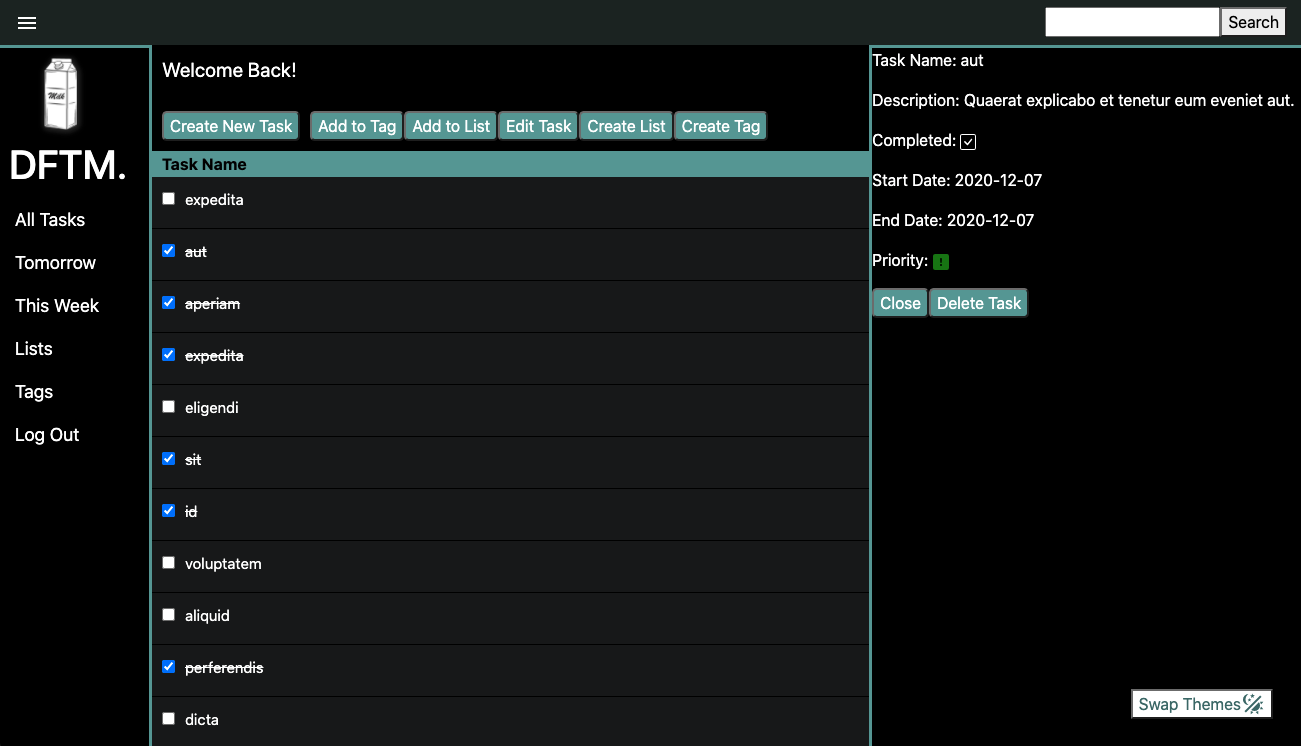 Search
Milk
DFTM.
All Tasks
Tomorrow
This Week
Lists
Tags
Log Out
Welcome Back!
Create New Task Add to Tag Add to List Edit Task Create List Create Tag
Task Name
expedita
aut
aperiam
expedita
eligendi
sit
id
voluptatem
aliquid
perferendis
dicta
Task Name: aut
Description: Quaerat explicabo et tenetur eum eveniet aut.
Completed:
Start Date: 2020-12-07
End Date: 2020-12-07
Priority: !
Close Delete Task
Swap Themes